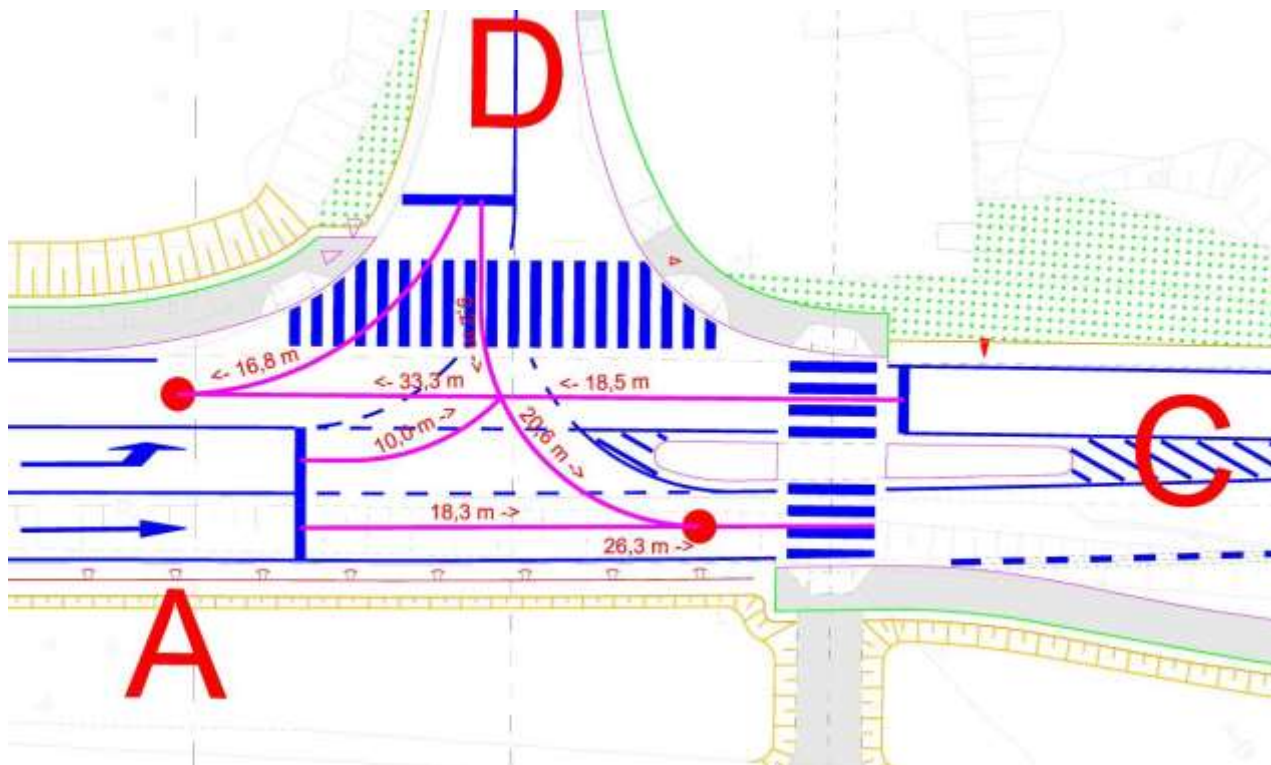 D
<- 16,8 m
<- 33,3 m
<- 18,5 m
10,0 m ->
20,6 m ->
C
18,3 m ->
26,3 m ->
A